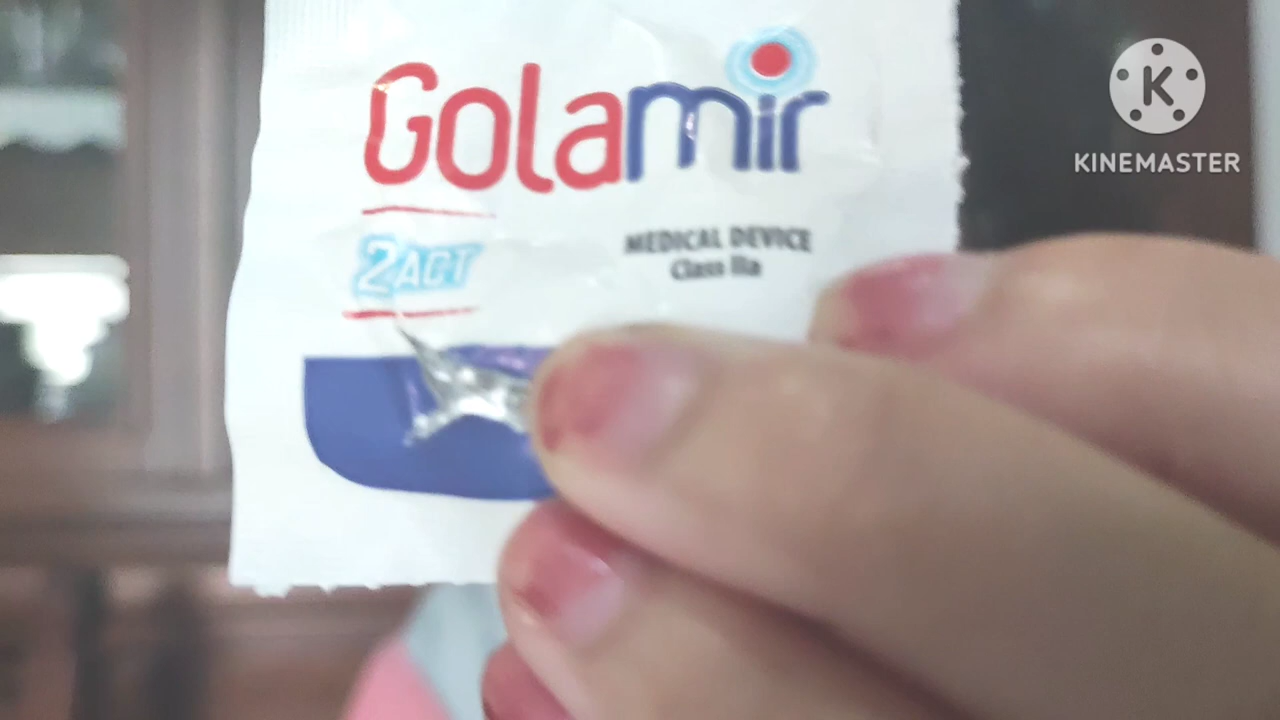 Golamir
2ACT
MEDICAL DEVICE
Class IIa
K
KINEMASTER